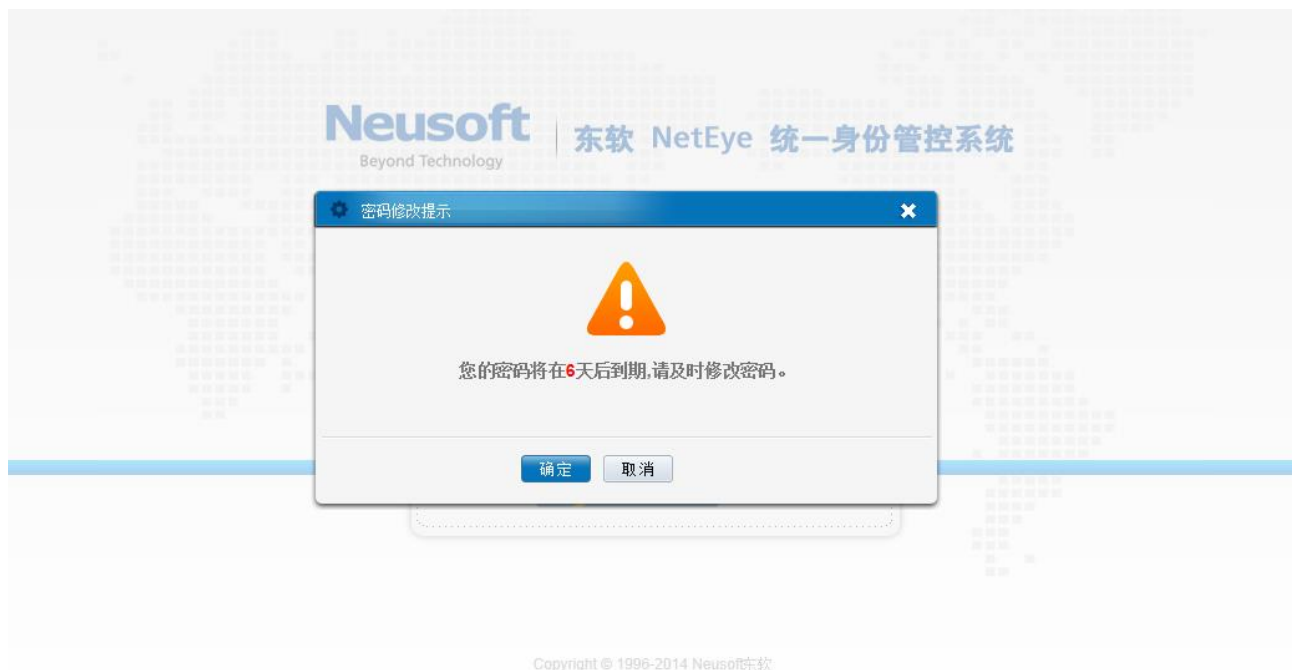 Neusoft
Beyond Technology
东软 NetEye 统一身份管控系统
密码修改提示
您的密码将在6天后到期,请及时修改密码。
确定 取消
Copyright © 1996-2014 Neusoft东软